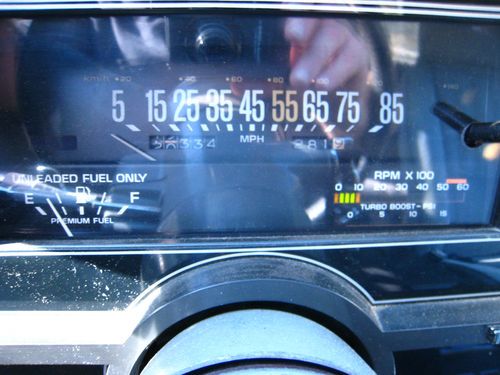 km/h 20 40 60 80 100
5 15 25 35 45 55 65 75 85
MPH
UNLEADED FUEL ONLY
E F
PREMIUM FUEL
RPM X 100
0 10 20 30 40 50 60
TURBO BOOST - PSI
0 5 10 15